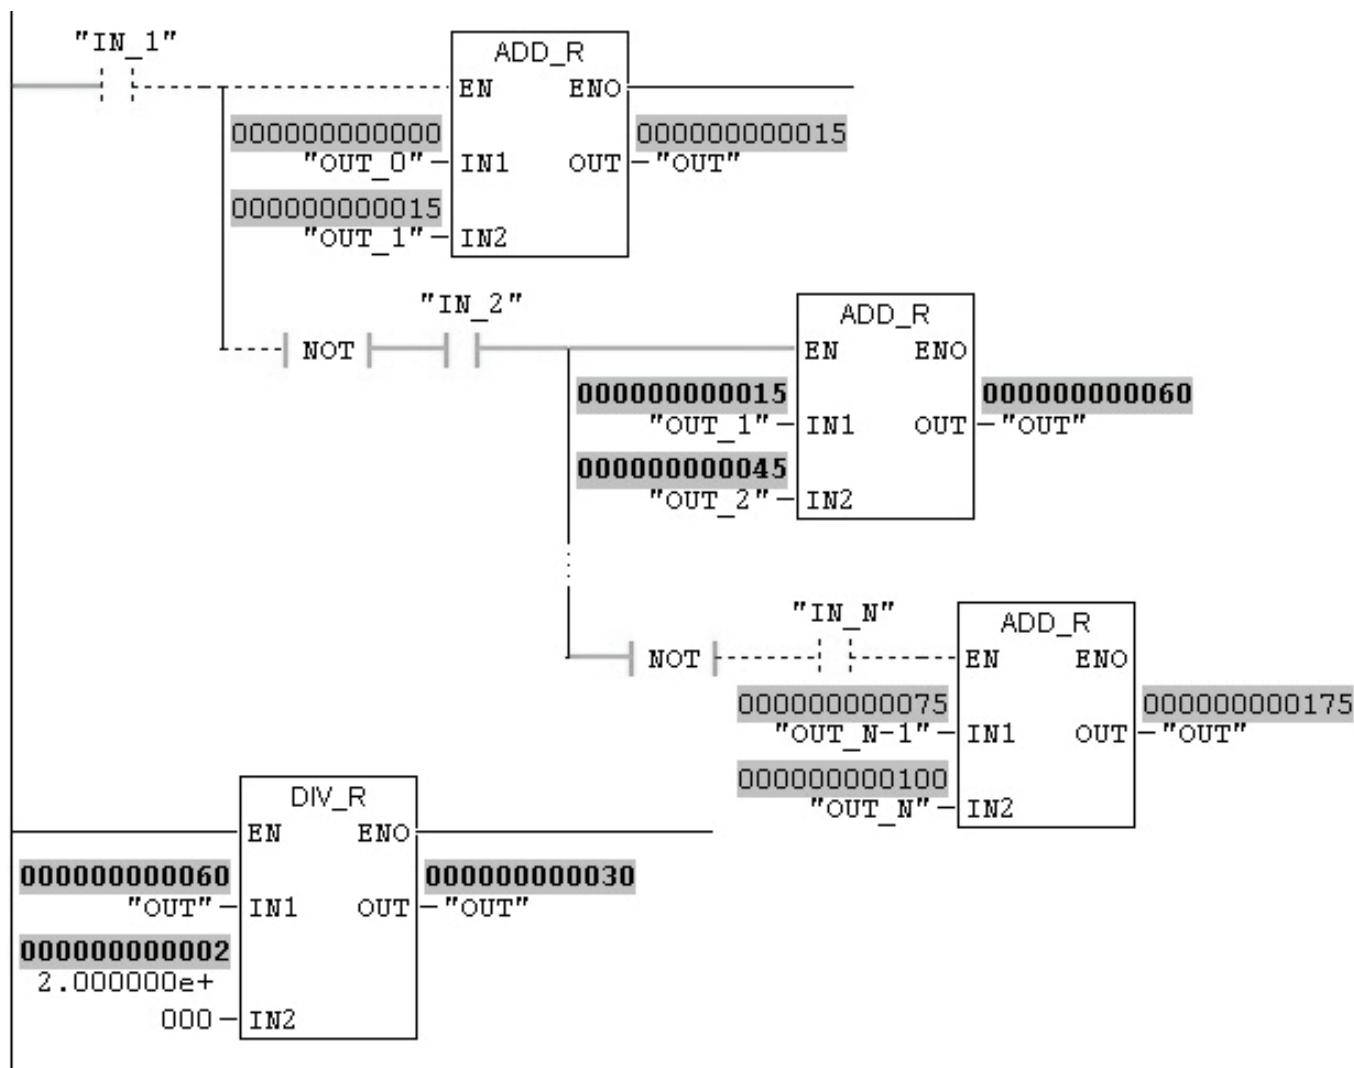 "IN_1"
ADD_R
EN ENO
000000000000 000000000015
"OUT_0" IN1 OUT "OUT"
000000000015
"OUT_1" IN2
"IN_2"
ADD_R
NOT EN ENO
000000000015 000000000060
"OUT_1" IN1 OUT "OUT"
000000000045
"OUT_2" IN2
"IN_N"
ADD_R
NOT EN ENO
000000000075 000000000175
"OUT_N-1" IN1 OUT "OUT"
000000000100
"OUT_N" IN2
DIV_R
EN ENO
000000000060 000000000030
"OUT" IN1 OUT "OUT"
000000000002
2.000000e+
000 IN2